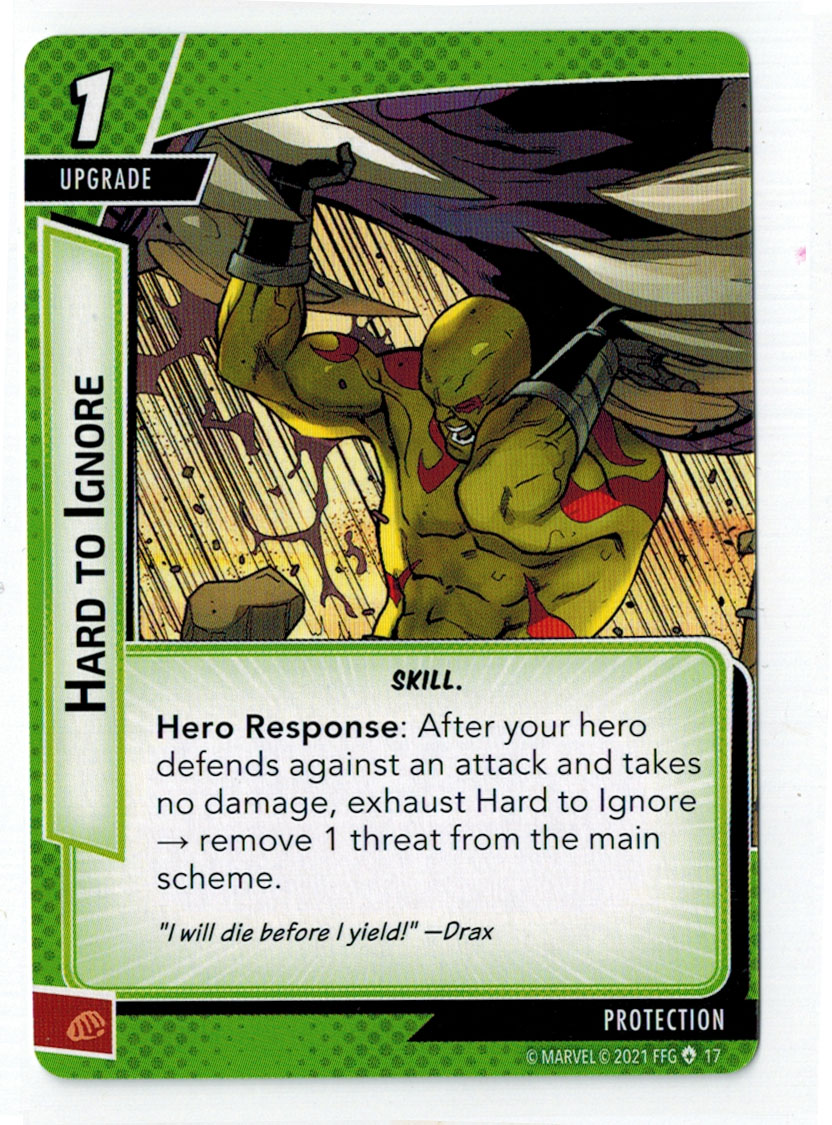 1
UPGRADE
HARD TO IGNORE
SKILL.
Hero Response: After your hero
defends against an attack and takes
no damage, exhaust Hard to Ignore
→ remove 1 threat from the main
scheme.
"I will die before I yield!" —Drax
PROTECTION
© MARVEL © 2021 FFG 17